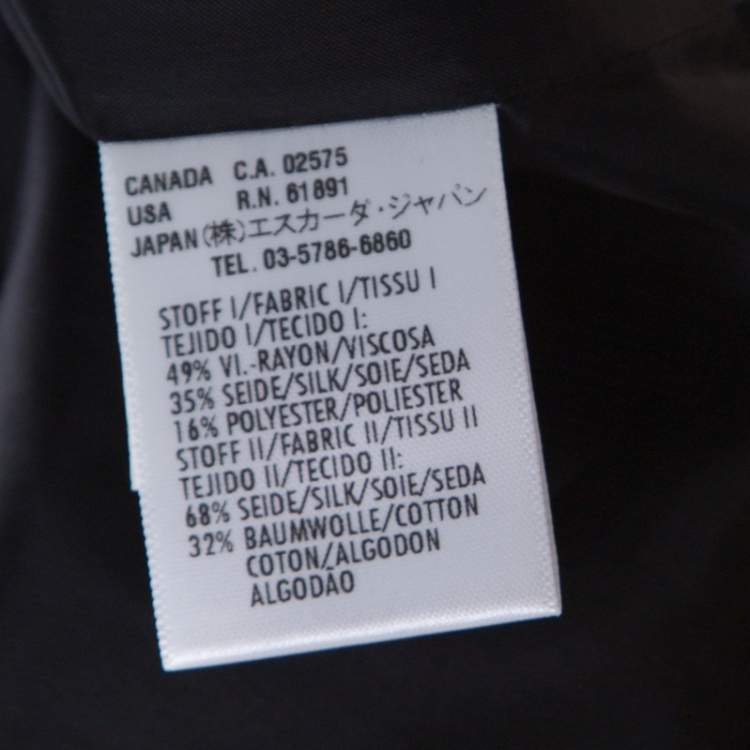 CANADA C.A. 02575
USA R.N. 61891
JAPAN (株)エスカーダ・ジャパン
TEL. 03-5786-6860
STOFF I/FABRIC I/TISSU I
TEJIDO I/TECIDO I:
49% VI.-RAYON/VISCOSA
35% SEIDE/SILK/SOIE/SEDA
16% POLYESTER/POLIESTER
STOFF II/FABRIC II/TISSU II
TEJIDO II/TECIDO II:
68% SEIDE/SILK/SOIE/SEDA
32% BAUMWOLLE/COTTON
COTON/ALGODON
ALGODÃO